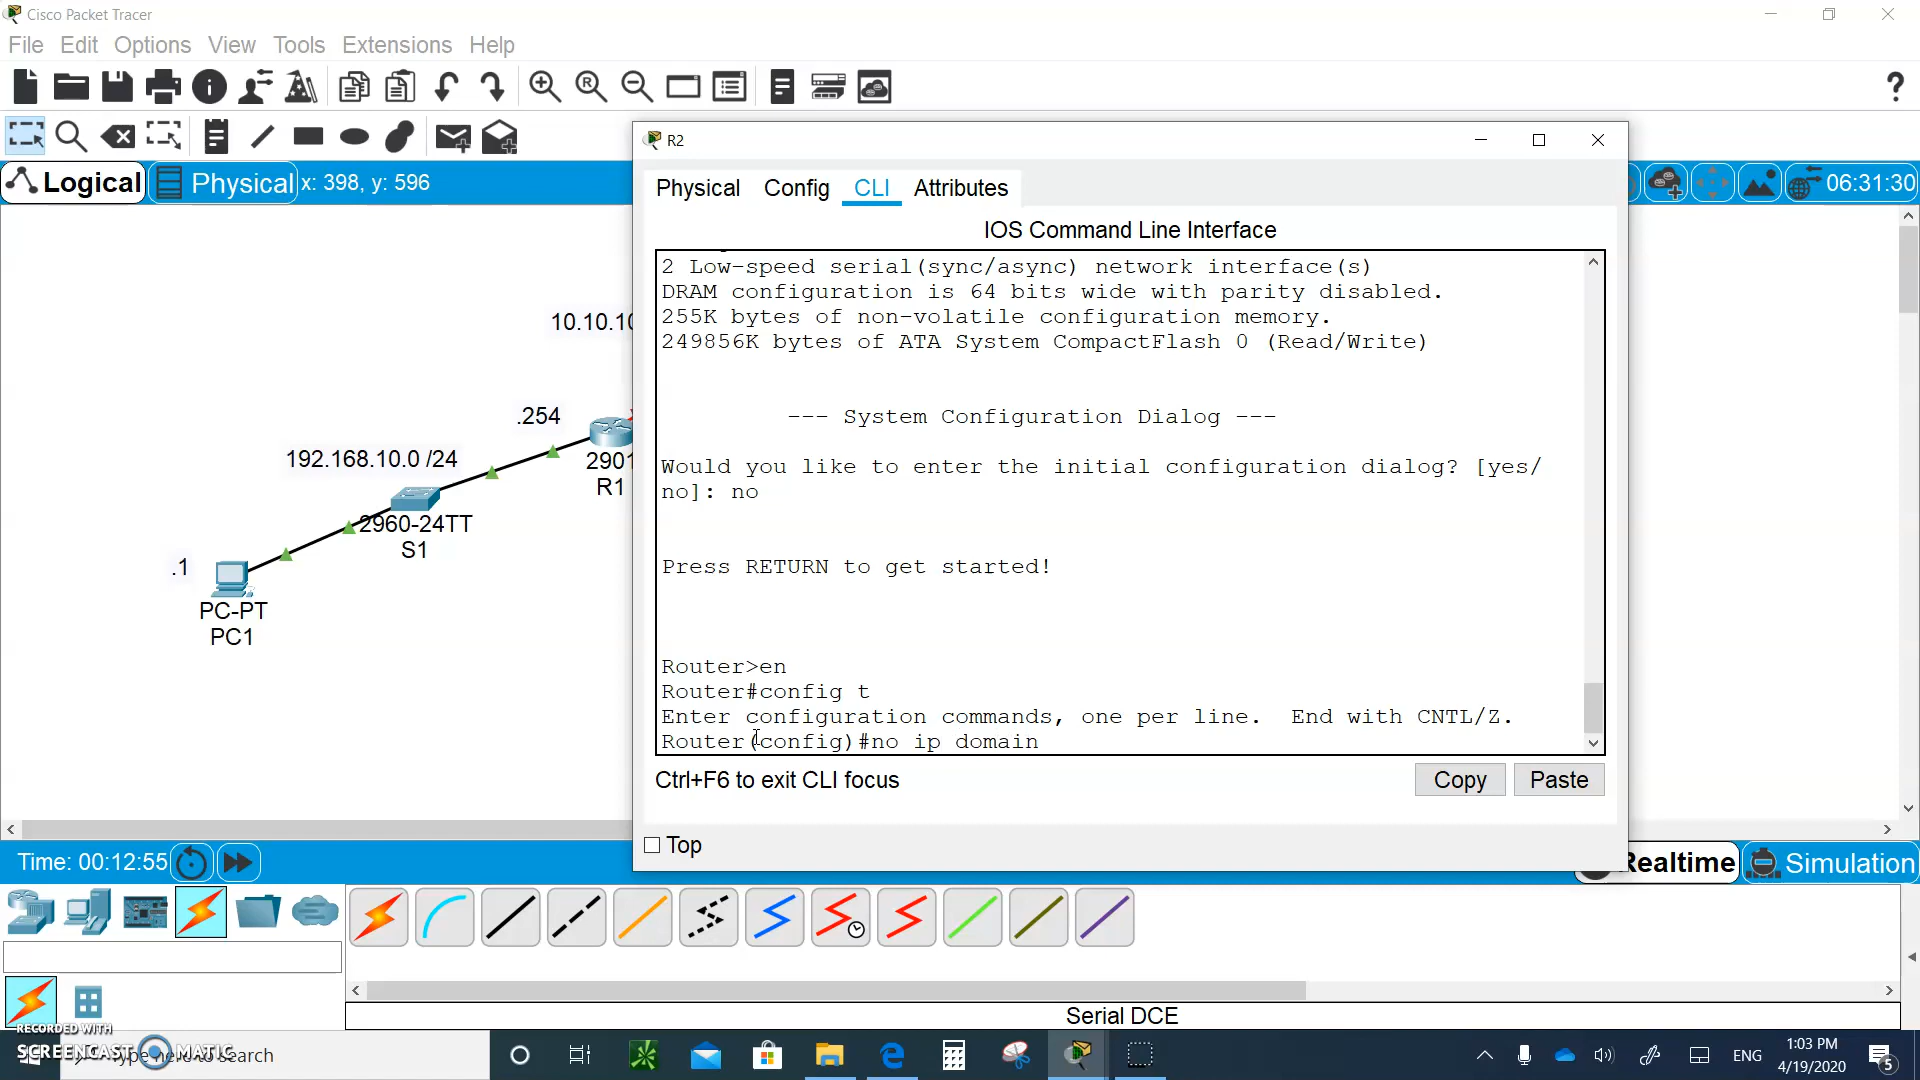 Cisco Packet Tracer
File Edit Options View Tools Extensions Help
Logical Physical x: 398, y: 596
06:31:30
R2
Physical Config CLI Attributes
IOS Command Line Interface
2 Low-speed serial(sync/async) network interface(s)
DRAM configuration is 64 bits wide with parity disabled.
255K bytes of non-volatile configuration memory.
249856K bytes of ATA System CompactFlash 0 (Read/Write)
--- System Configuration Dialog ---
Would you like to enter the initial configuration dialog? [yes/
no]: no
Press RETURN to get started!
Router>en
Router#config t
Enter configuration commands, one per line.  End with CNTL/Z.
Router(config)#no ip domain
Ctrl+F6 to exit CLI focus
Copy Paste
Top
10.10.10
.254
192.168.10.0 /24
2901
R1
2960-24TT
S1
.1
PC-PT
PC1
Time: 00:12:55
Realtime Simulation
Serial DCE
RECORDED WITH
SCREENCAST MATIC
Type here to search
ENG
1:03 PM
4/19/2020
5